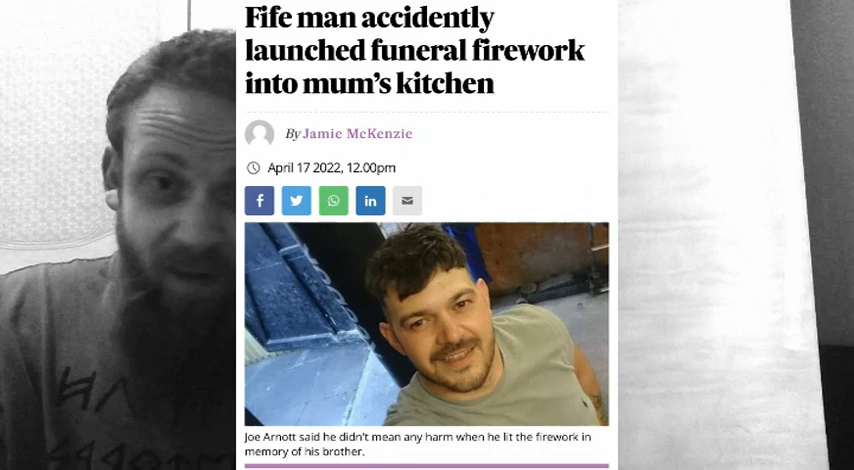 Fife man accidently
launched funeral firework
into mum's kitchen
By Jamie McKenzie
April 17 2022, 12.00pm
Joe Arnott said he didn't mean any harm when he lit the firework in
memory of his brother.